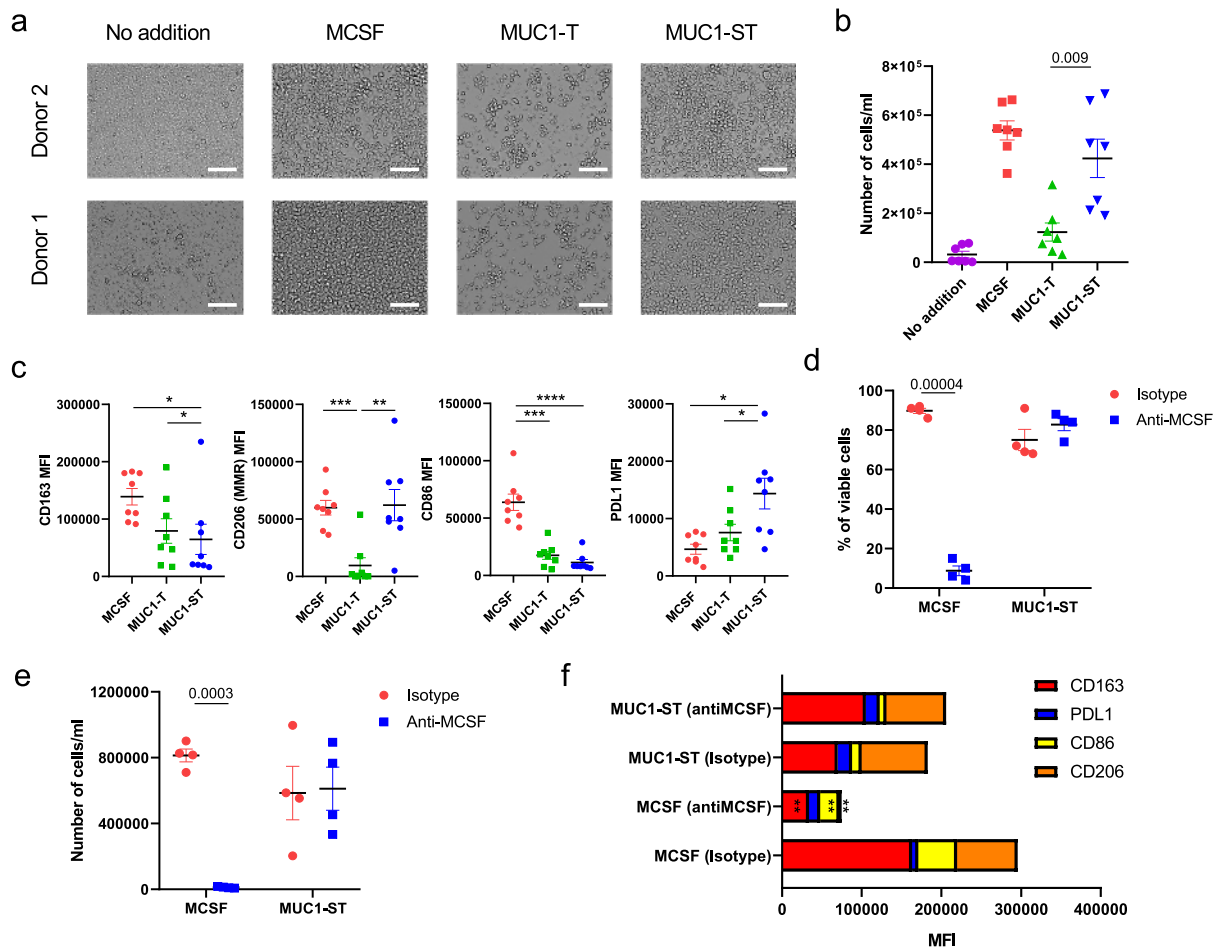 a
No addition
MCSF
MUC1-T
MUC1-ST
Donor 2
Donor 1
b
0.009
8×10⁵
6×10⁵
4×10⁵
2×10⁵
0
Number of cells/ml
No addition
MCSF
MUC1-T
MUC1-ST
c
CD163 MFI
300000
200000
100000
0
*
*
MCSF
MUC1-T
MUC1-ST
CD206 (MMR) MFI
150000
100000
50000
0
***
**
MCSF
MUC1-T
MUC1-ST
CD86 MFI
150000
100000
50000
0
****
***
MCSF
MUC1-T
MUC1-ST
PDL1 MFI
30000
20000
10000
0
*
*
MCSF
MUC1-T
MUC1-ST
d
0.00004
% of viable cells
100
80
60
40
20
0
MCSF
MUC1-ST
Isotype
Anti-MCSF
e
0.0003
Number of cells/ml
1200000
800000
400000
0
MCSF
MUC1-ST
Isotype
Anti-MCSF
f
MUC1-ST (antiMCSF)
MUC1-ST (Isotype)
MCSF (antiMCSF)
MCSF (Isotype)
**
**
**
CD163
PDL1
CD86
CD206
0
100000
200000
300000
400000
MFI